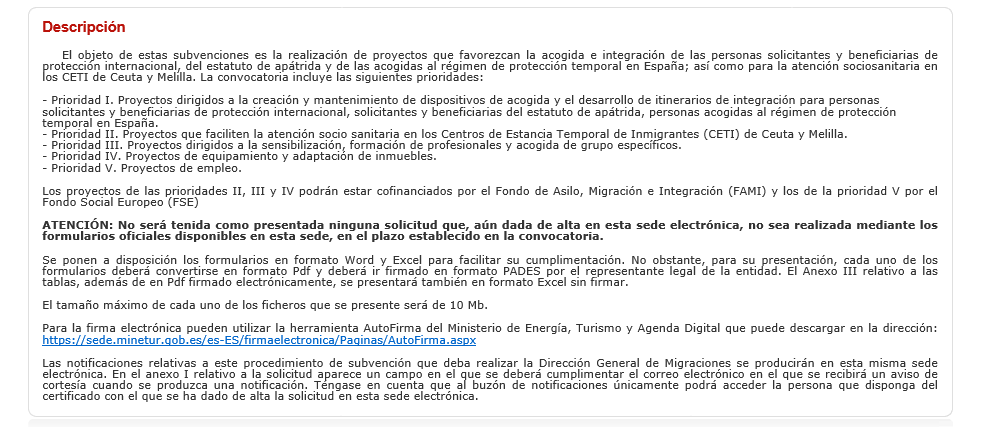 Descripción
El objeto de estas subvenciones es la realización de proyectos que favorezcan la acogida e integración de las personas solicitantes y beneficiarias de
protección internacional, del estatuto de apátrida y de las acogidas al régimen de protección temporal en España; así como para la atención sociosanitaria en
los CETI de Ceuta y Melilla. La convocatoria incluye las siguientes prioridades:
- Prioridad I. Proyectos dirigidos a la creación y mantenimiento de dispositivos de acogida y el desarrollo de itinerarios de integración para personas
solicitantes y beneficiarias de protección internacional, solicitantes y beneficiarias del estatuto de apátrida, personas acogidas al régimen de protección
temporal en España.
- Prioridad II. Proyectos que faciliten la atención socio sanitaria en los Centros de Estancia Temporal de Inmigrantes (CETI) de Ceuta y Melilla.
- Prioridad III. Proyectos dirigidos a la sensibilización, formación de profesionales y acogida de grupo específicos.
- Prioridad IV. Proyectos de equipamiento y adaptación de inmuebles.
- Prioridad V. Proyectos de empleo.
Los proyectos de las prioridades II, III y IV podrán estar cofinanciados por el Fondo de Asilo, Migración e Integración (FAMI) y los de la prioridad V por el
Fondo Social Europeo (FSE)
ATENCIÓN: No será tenida como presentada ninguna solicitud que, aún dada de alta en esta sede electrónica, no sea realizada mediante los
formularios oficiales disponibles en esta sede, en el plazo establecido en la convocatoria.
Se ponen a disposición los formularios en formato Word y Excel para facilitar su cumplimentación. No obstante, para su presentación, cada uno de los
formularios deberá convertirse en formato Pdf y deberá ir firmado en formato PADES por el representante legal de la entidad. El Anexo III relativo a las
tablas, además de en Pdf firmado electrónicamente, se presentará también en formato Excel sin firmar.
El tamaño máximo de cada uno de los ficheros que se presente será de 10 Mb.
Para la firma electrónica pueden utilizar la herramienta AutoFirma del Ministerio de Energía, Turismo y Agenda Digital que puede descargar en la dirección:
https://sede.minetur.gob.es/es-ES/firmaelectronica/Paginas/AutoFirma.aspx
Las notificaciones relativas a este procedimiento de subvención que deba realizar la Dirección General de Migraciones se producirán en esta misma sede
electrónica. En el anexo I relativo a la solicitud aparece un campo en el que se deberá cumplimentar el correo electrónico en el que se recibirá un aviso de
cortesía cuando se produzca una notificación. Téngase en cuenta que al buzón de notificaciones únicamente podrá acceder la persona que disponga del
certificado con el que se ha dado de alta la solicitud en esta sede electrónica.